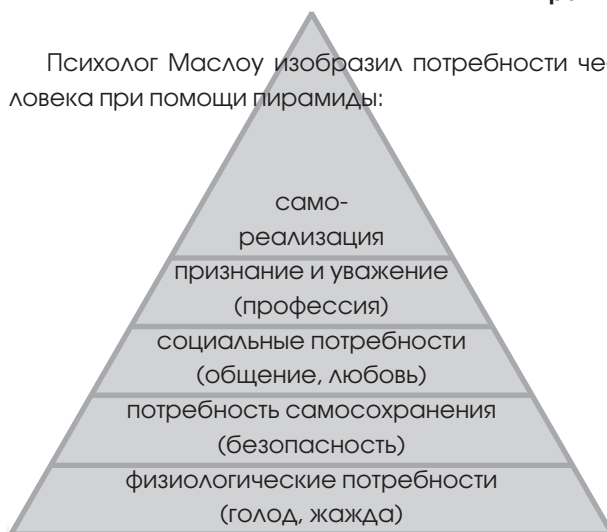 Психолог Маслоу изобразил потребности че-
ловека при помощи пирамиды:
само-
реализация
признание и уважение
(профессия)
социальные потребности
(общение, любовь)
потребность самосохранения
(безопасность)
физиологические потребности
(голод, жажда)